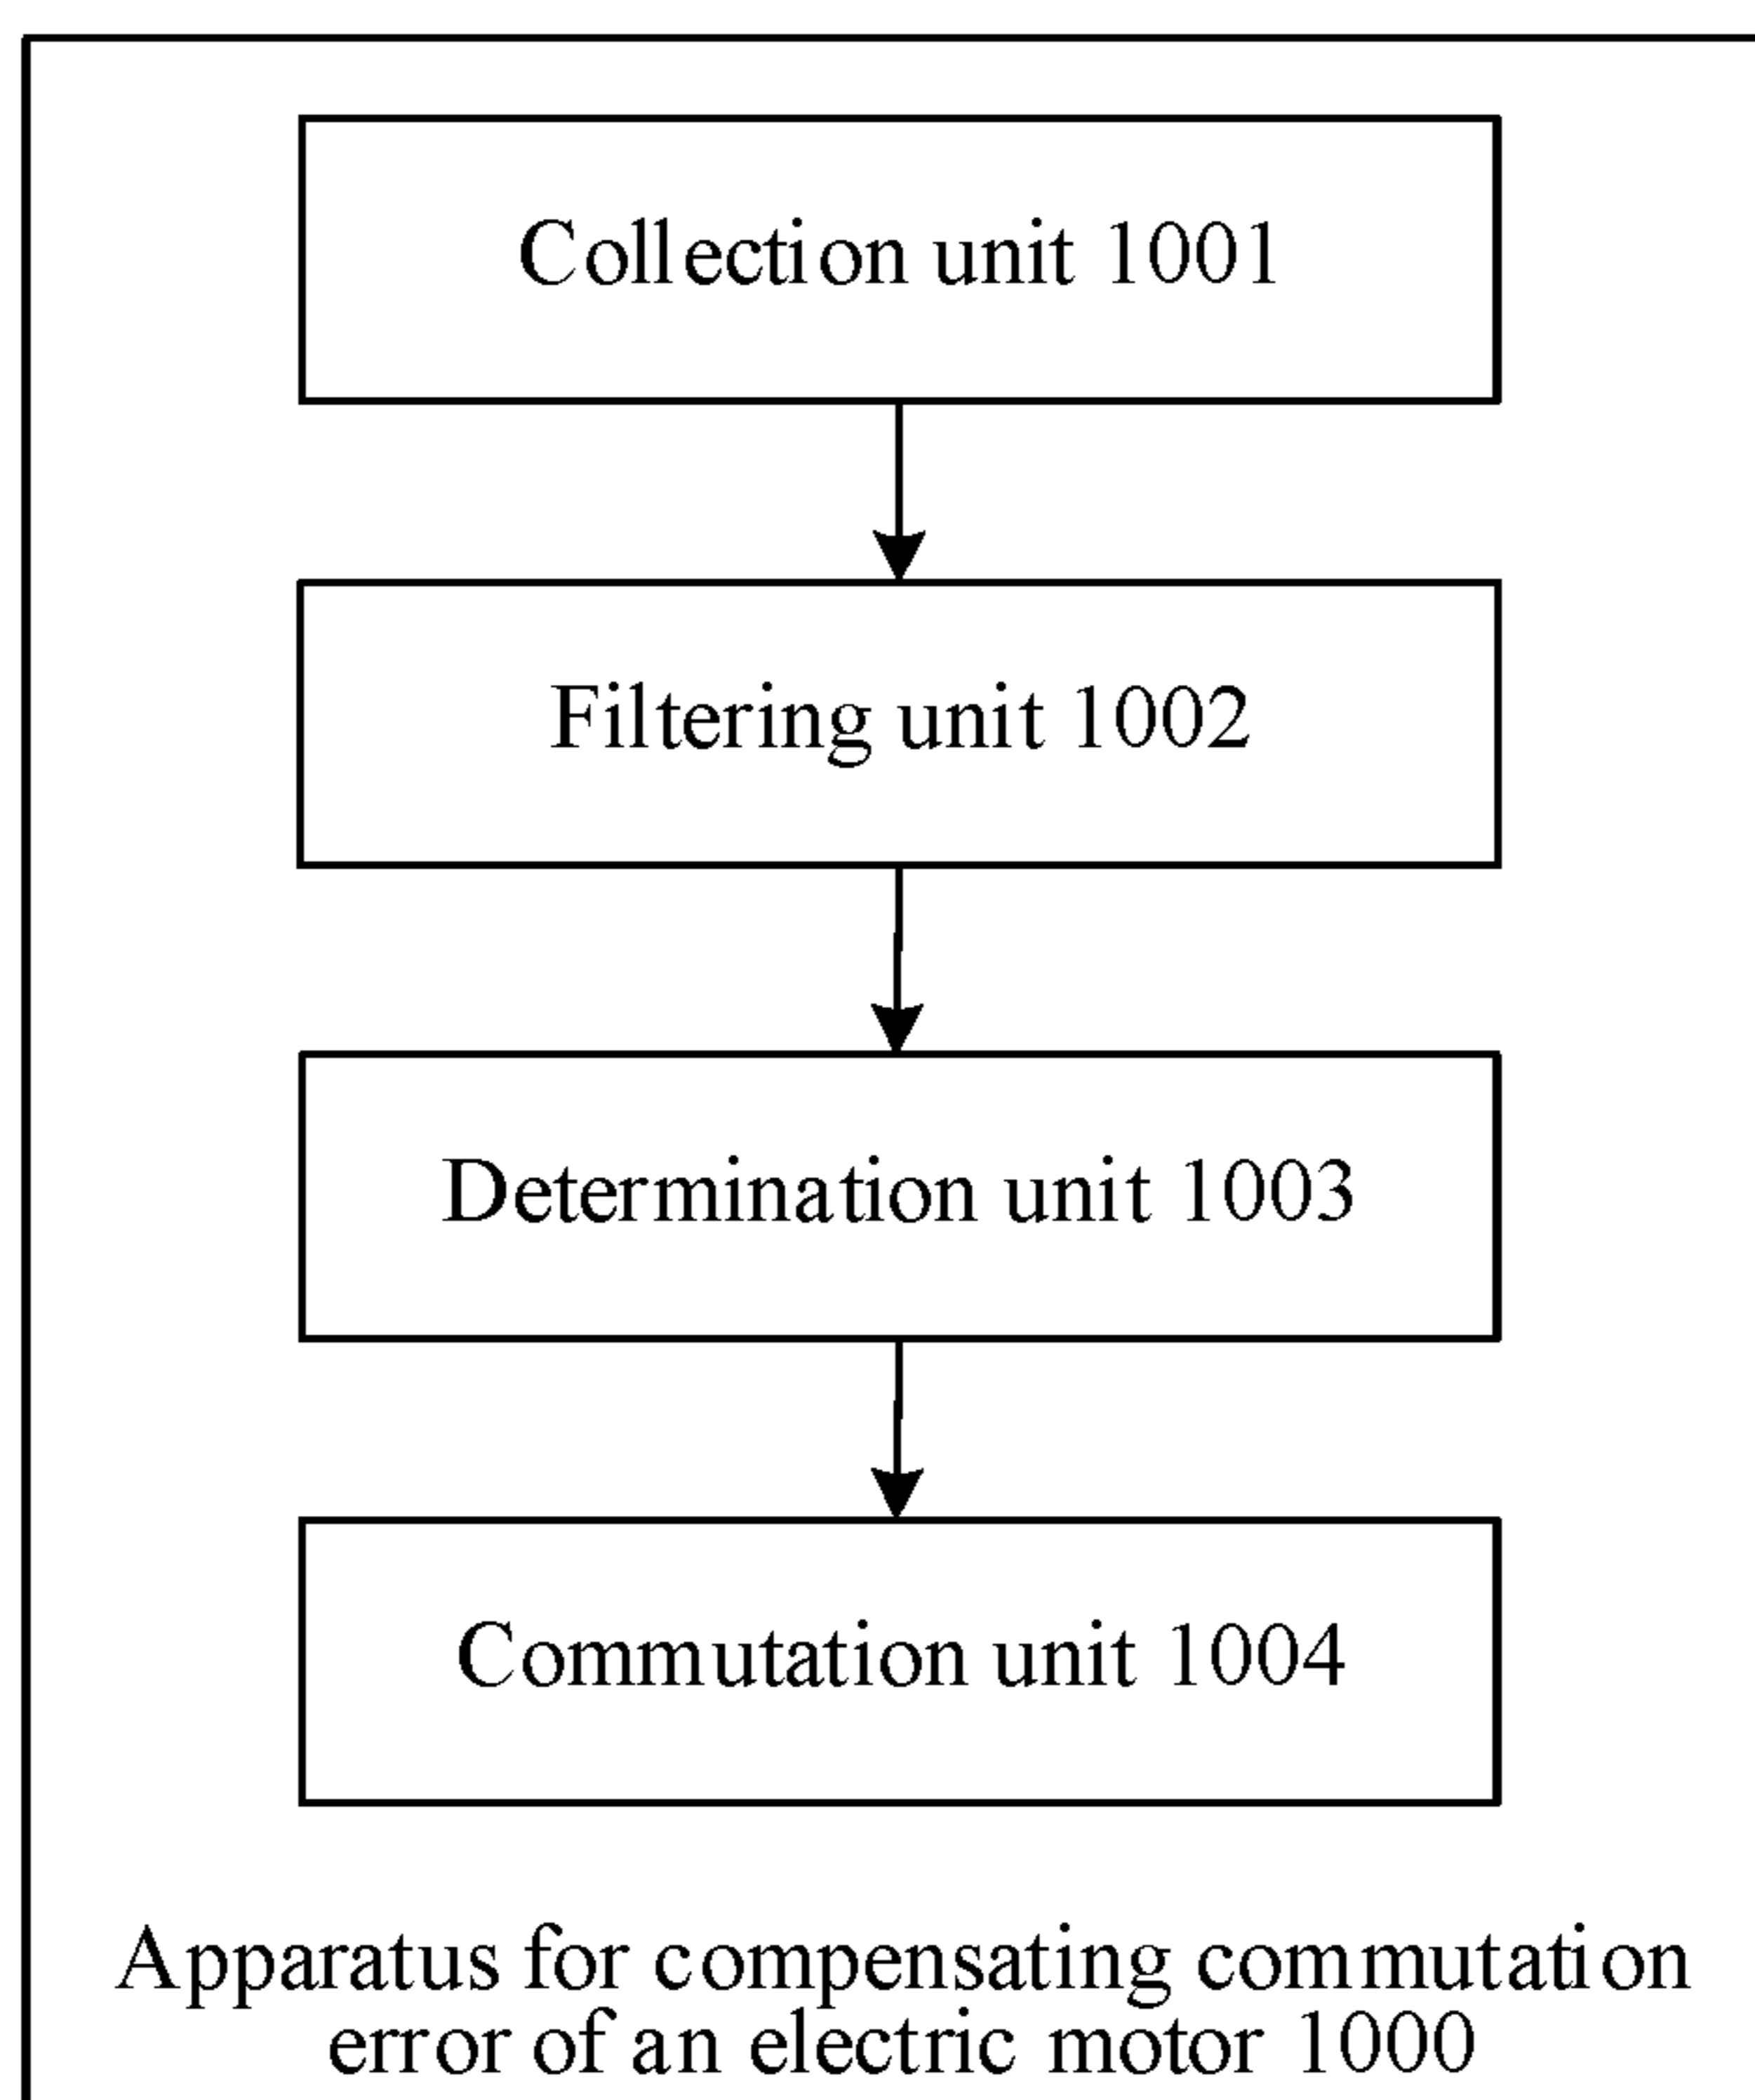 Collection unit 1001
Filtering unit 1002
Determination unit 1003
Commutation unit 1004
Apparatus for compensating commutation
error of an electric motor 1000